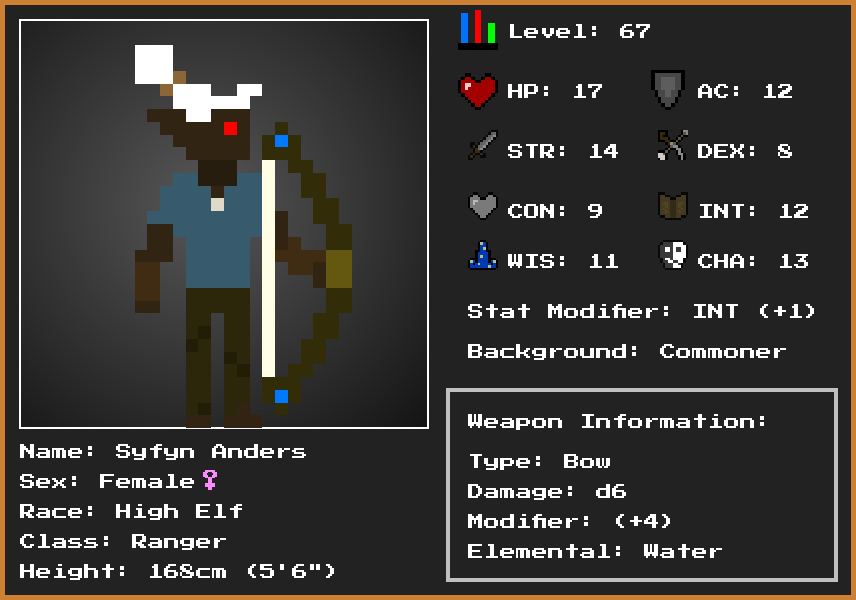 Level: 67
HP: 17 AC: 12
STR: 14 DEX: 8
CON: 9 INT: 12
WIS: 11 CHA: 13
Stat Modifier: INT (+1)
Background: Commoner
Weapon Information:
Type: Bow
Damage: d6
Modifier: (+4)
Elemental: Water
Name: Syfyn Anders
Sex: Female♀
Race: High Elf
Class: Ranger
Height: 168cm (5'6")